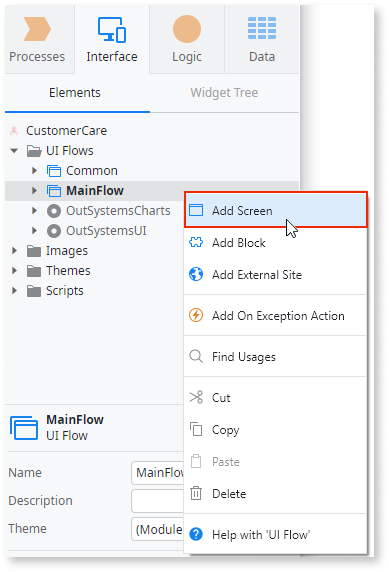 Processes
Interface
Logic
Data
Elements
Widget Tree
CustomerCare
UI Flows
Common
MainFlow
OutSystemsCharts
OutSystemsUI
Images
Themes
Scripts
Add Screen
Add Block
Add External Site
Add On Exception Action
Find Usages
Cut
Copy
Paste
Delete
Help with 'UI Flow'
MainFlow
UI Flow
Name
MainFlow
Description
Theme
(Module